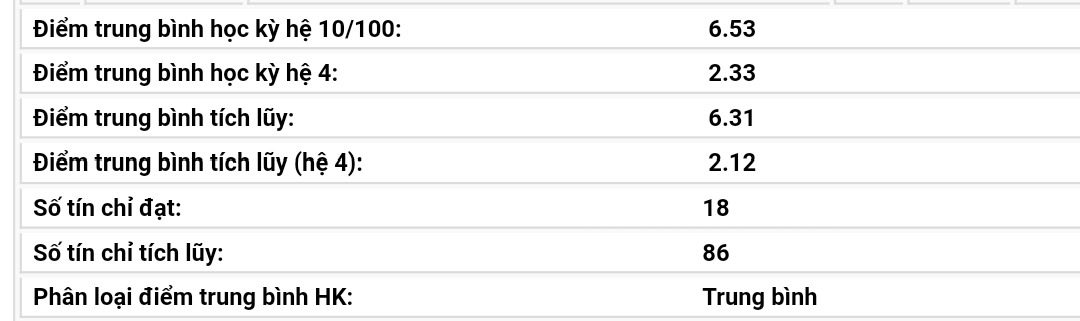 Điểm trung bình học kỳ hệ 10/100: 6.53
Điểm trung bình học kỳ hệ 4: 2.33
Điểm trung bình tích lũy: 6.31
Điểm trung bình tích lũy (hệ 4): 2.12
Số tín chỉ đạt: 18
Số tín chỉ tích lũy: 86
Phân loại điểm trung bình HK: Trung bình